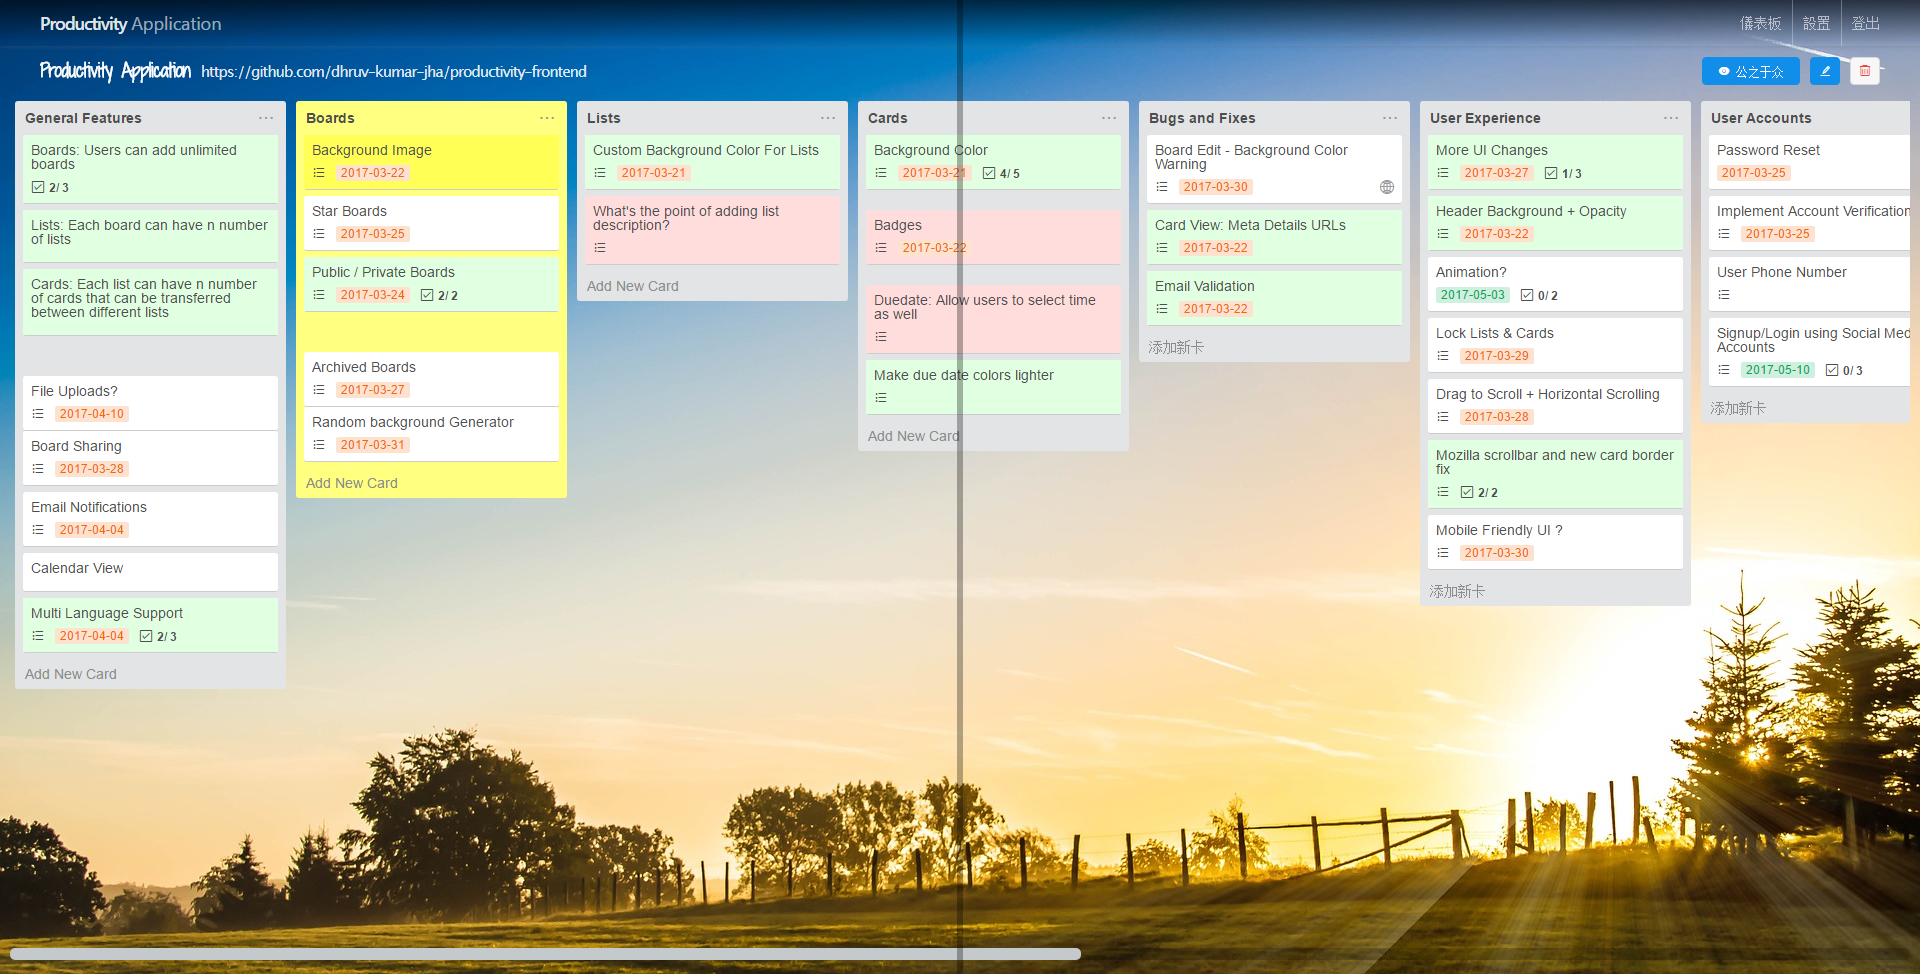 Productivity Application
儀表板
設置
登出
Productivity Application https://github.com/dhruv-kumar-jha/productivity-frontend
公之于众
General Features
Boards: Users can add unlimited
boards
2/ 3
Lists: Each board can have n number
of lists
Cards: Each list can have n number
of cards that can be transferred
between different lists
File Uploads?
2017-04-10
Board Sharing
2017-03-28
Email Notifications
2017-04-04
Calendar View
Multi Language Support
2017-04-04 2/ 3
Add New Card
Boards
Background Image
2017-03-22
Star Boards
2017-03-25
Public / Private Boards
2017-03-24 2/ 2
Archived Boards
2017-03-27
Random background Generator
2017-03-31
Add New Card
Lists
Custom Background Color For Lists
2017-03-21
What's the point of adding list
description?
Add New Card
Cards
Background Color
2017-03-21 4/ 5
Badges
2017-03-22
Duedate: Allow users to select time
as well
Make due date colors lighter
Add New Card
Bugs and Fixes
Board Edit - Background Color
Warning
2017-03-30
Card View: Meta Details URLs
2017-03-22
Email Validation
2017-03-22
添加新卡
User Experience
More UI Changes
2017-03-27 1/ 3
Header Background + Opacity
2017-03-22
Animation?
2017-05-03 0/ 2
Lock Lists & Cards
2017-03-29
Drag to Scroll + Horizontal Scrolling
2017-03-28
Mozilla scrollbar and new card border
fix
2/ 2
Mobile Friendly UI ?
2017-03-30
添加新卡
User Accounts
Password Reset
2017-03-25
Implement Account Verification
2017-03-25
User Phone Number
Signup/Login using Social Med
Accounts
2017-05-10 0/ 3
添加新卡